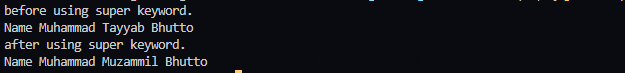 before using super keyword.
Name Muhammad Tayyab Bhutto
after using super keyword.
Name Muhammad Muzammil Bhutto